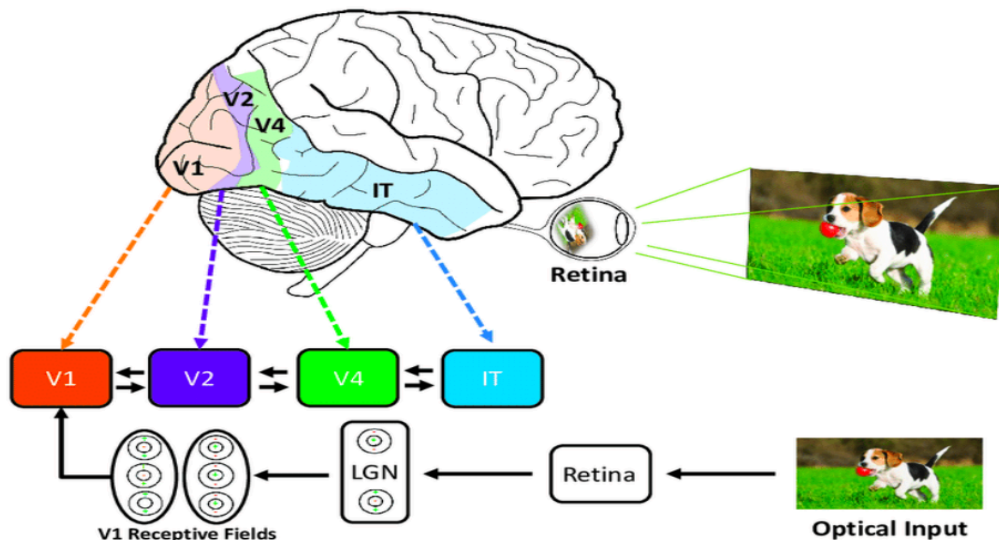 V2
V4
V1
IT
Retina
V1
V2
V4
IT
LGN
Retina
V1 Receptive Fields
Optical Input